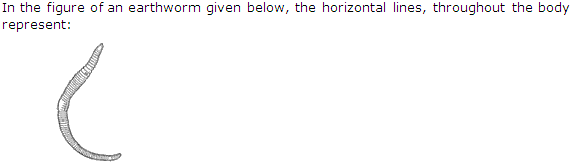 In the figure of an earthworm given below, the horizontal lines, throughout the body
represent: